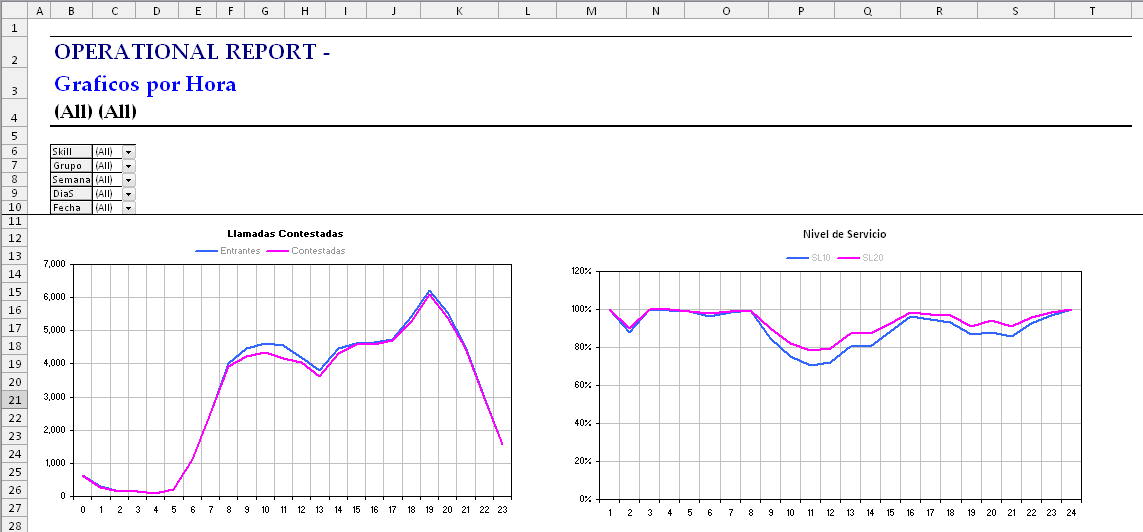 A B C D E F G H I J K L M N O P Q R S T
1
2 OPERATIONAL REPORT -
3 Graficos por Hora
4 (All) (All)
5
6 Skill (All)
7 Grupo (All)
8 Semana (All)
9 DiaS (All)
10 Fecha (All)
11
12 Llamadas Contestadas Nivel de Servicio
13 Entrantes Contestadas SL10 SL20
14 7,000 120%
15
16 6,000 100%
17
18 5,000 80%
19 4,000
20 60%
21 3,000
22 40%
23 2,000
24
25 1,000 20%
26 0 0%
27 0 1 2 3 4 5 6 7 8 9 10 11 12 13 14 15 16 17 18 19 20 21 22 23 1 2 3 4 5 6 7 8 9 10 11 12 13 14 15 16 17 18 19 20 21 22 23 24
28